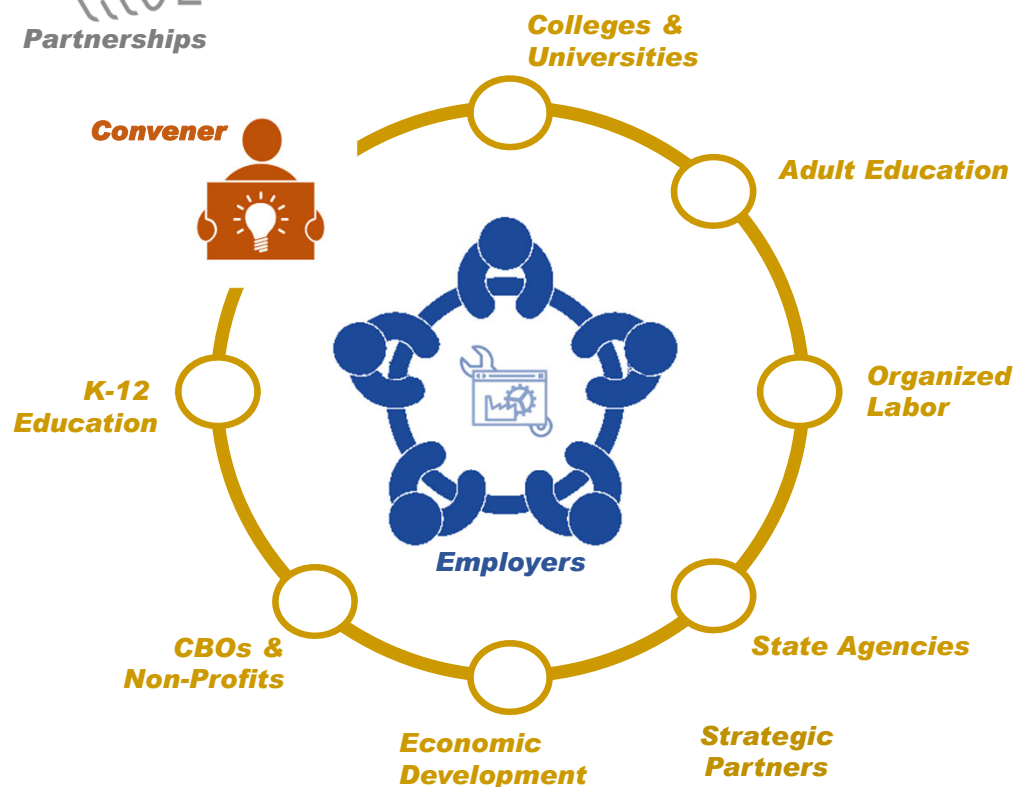 Partnerships
Colleges &
Universities
Convener
Adult Education
K-12
Education
Organized
Labor
Employers
CBOs &
Non-Profits
State Agencies
Economic
Development
Strategic
Partners